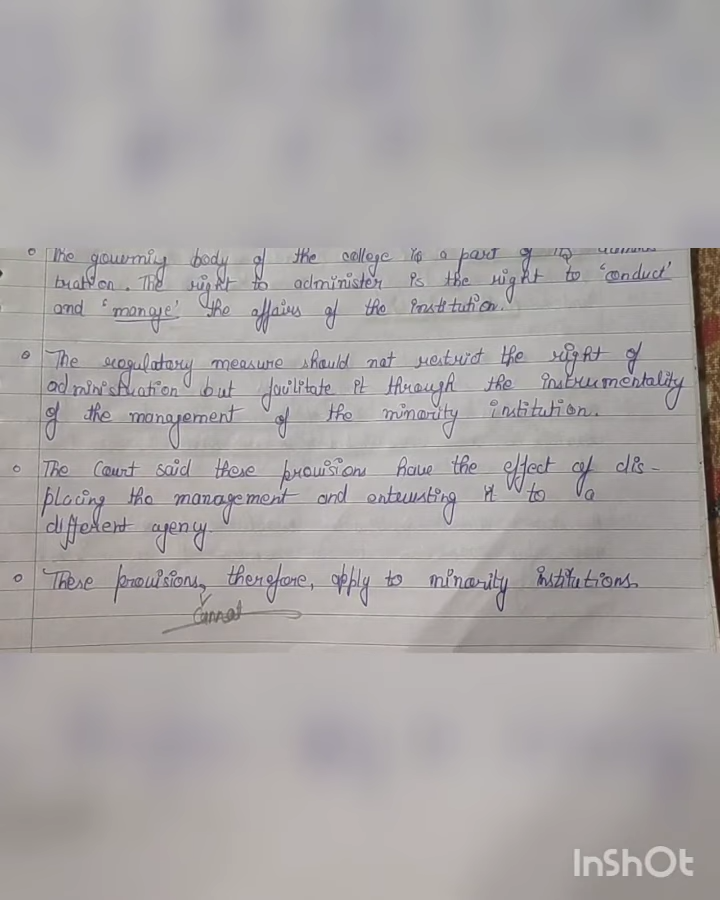 The governing body of the college is a part of its adminis
tration. The right to administer is the right to 'conduct'
and 'manage' the affairs of the institution.
The regulatory measure should not restrict the right of
administration but facilitate it through the instrumentality
of the management of the minority institution.
The Court said these provisions have the effect of dis-
placing the management and entrusting it to a
different agency.
These provisions, therefore, apply to minority institutions.
Cannot
InShOt